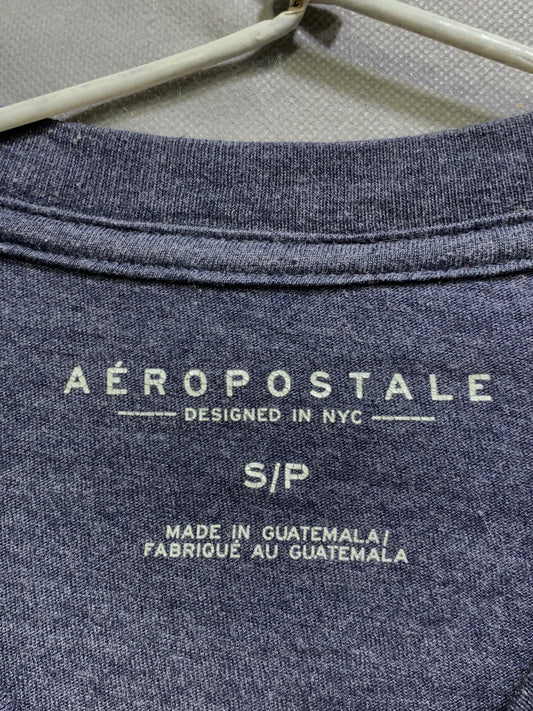 AÉROPOSTALE
DESIGNED IN NYC
S/P
MADE IN GUATEMALA/
FABRIQUÉ AU GUATEMALA